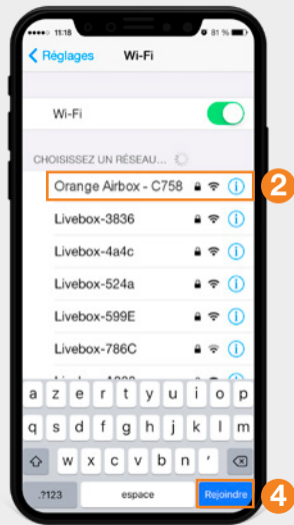 11:18 81 %
Réglages Wi-Fi
Wi-Fi
CHOISISSEZ UN RÉSEAU...
Orange Airbox - C758 2
Livebox-3836
Livebox-4a4c
Livebox-524a
Livebox-599E
Livebox-786C
a z e r t y u i o p
q s d f g h j k l m
w x c v b n '
.?123 espace Rejoindre 4